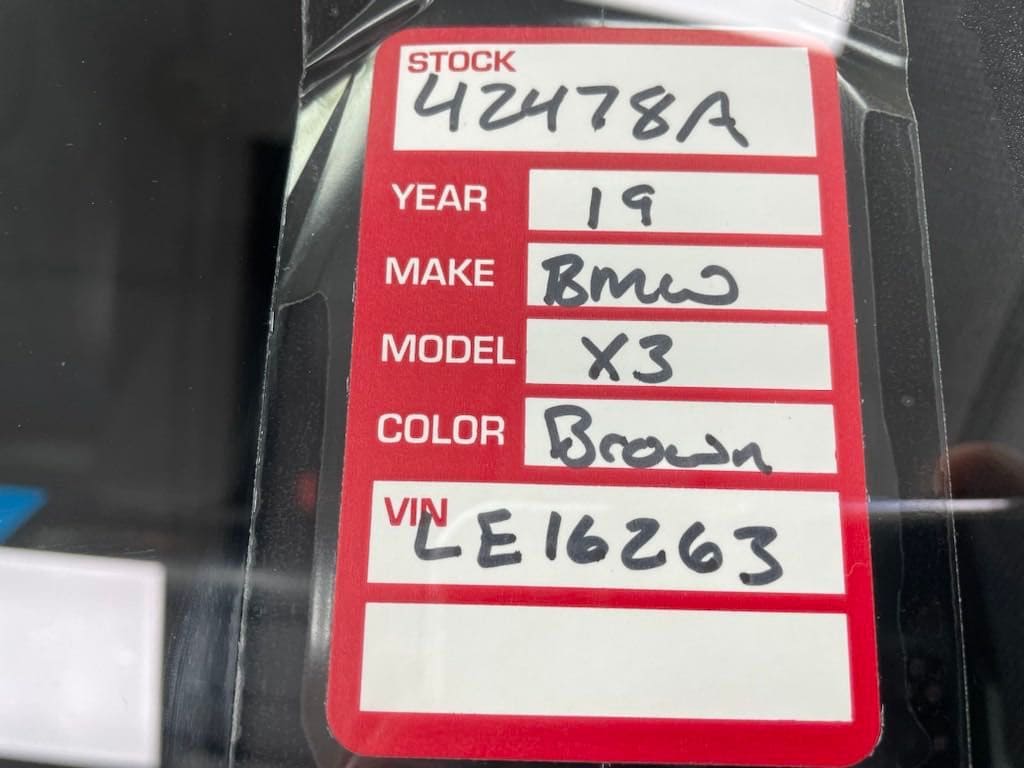 STOCK
42478A
YEAR 19
MAKE BMW
MODEL X3
COLOR Brown
VIN
LE16263